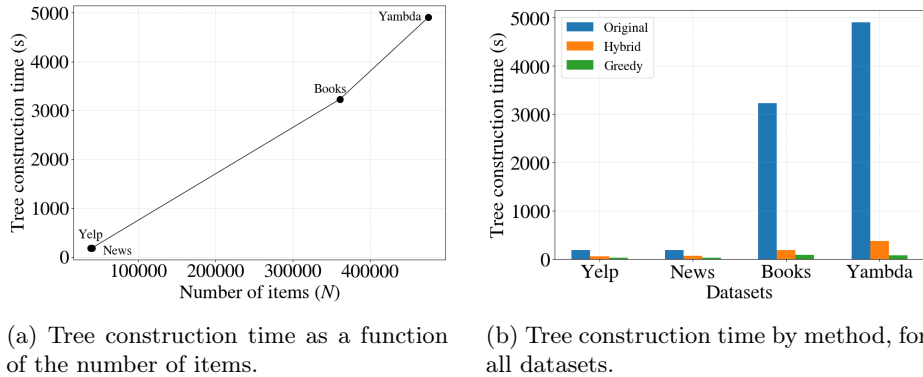 5000
4000
3000
2000
1000
0
Tree construction time (s)
Yambda
Books
Yelp
News
100000 200000 300000 400000
Number of items (N)
(a) Tree construction time as a function
of the number of items.
5000
4000
3000
2000
1000
0
Tree construction time (s)
Original
Hybrid
Greedy
Yelp News Books Yambda
Datasets
(b) Tree construction time by method, for
all datasets.